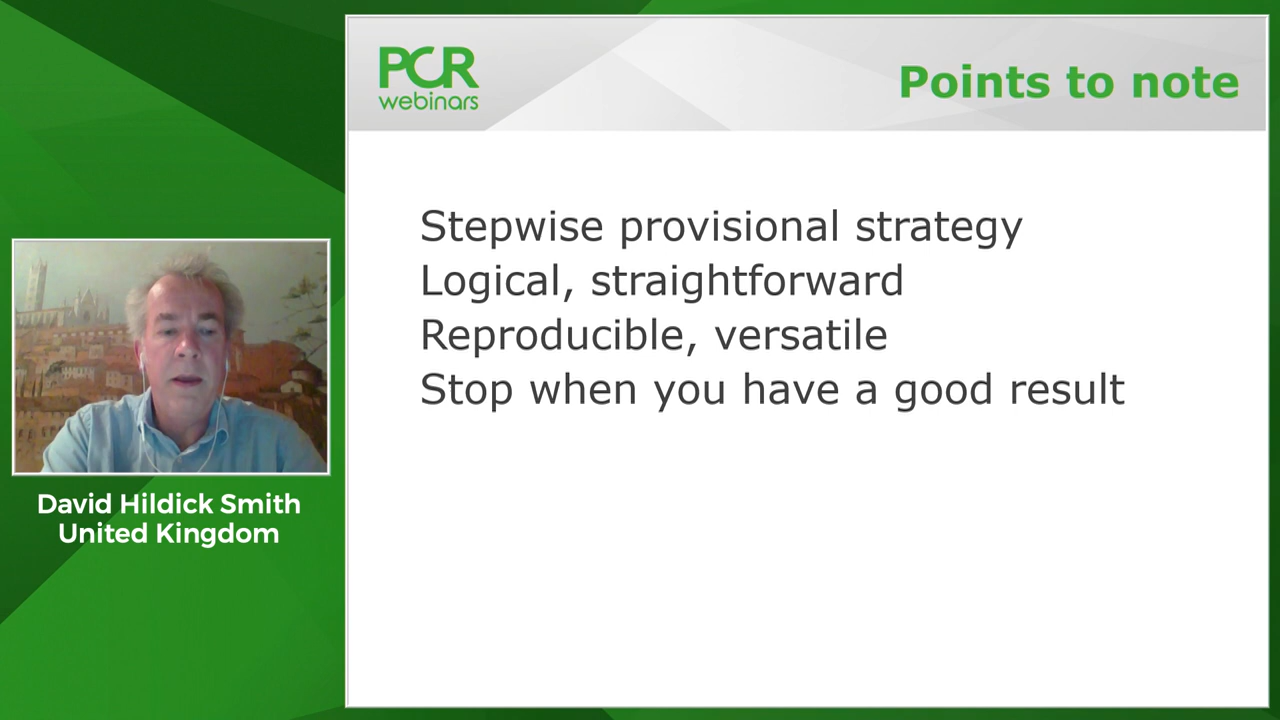 PCR
webinars
Points to note
Stepwise provisional strategy
Logical, straightforward
Reproducible, versatile
Stop when you have a good result
David Hildick Smith
United Kingdom